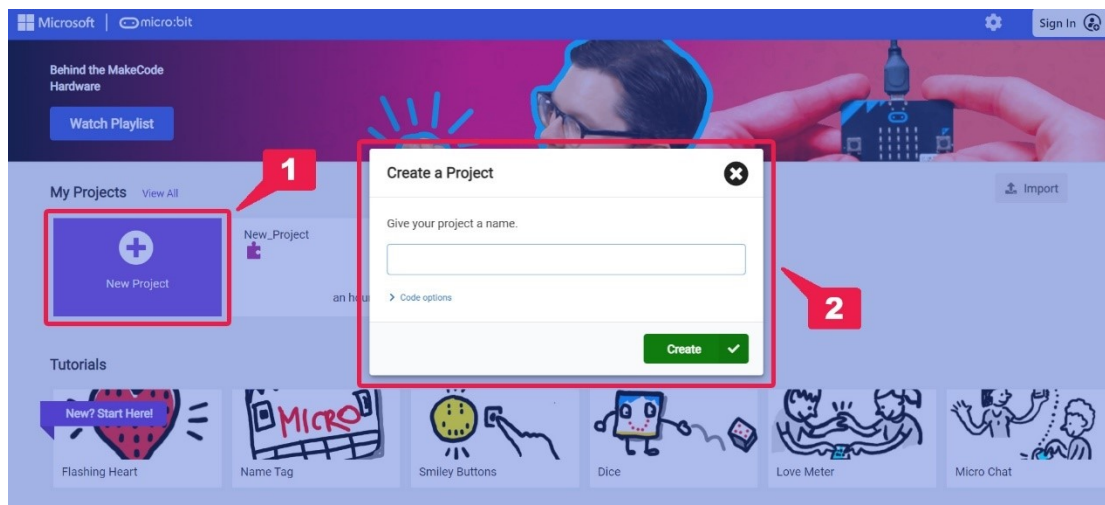 Microsoft micro:bit
Sign In
Behind the MakeCode
Hardware
Watch Playlist
1
My Projects View All
Import
New Project
New_Project
an hou
Create a Project
Give your project a name.
Code options
Create
2
Tutorials
New? Start Here!
MICRO
Flashing Heart
Name Tag
Smiley Buttons
Dice
Love Meter
Micro Chat